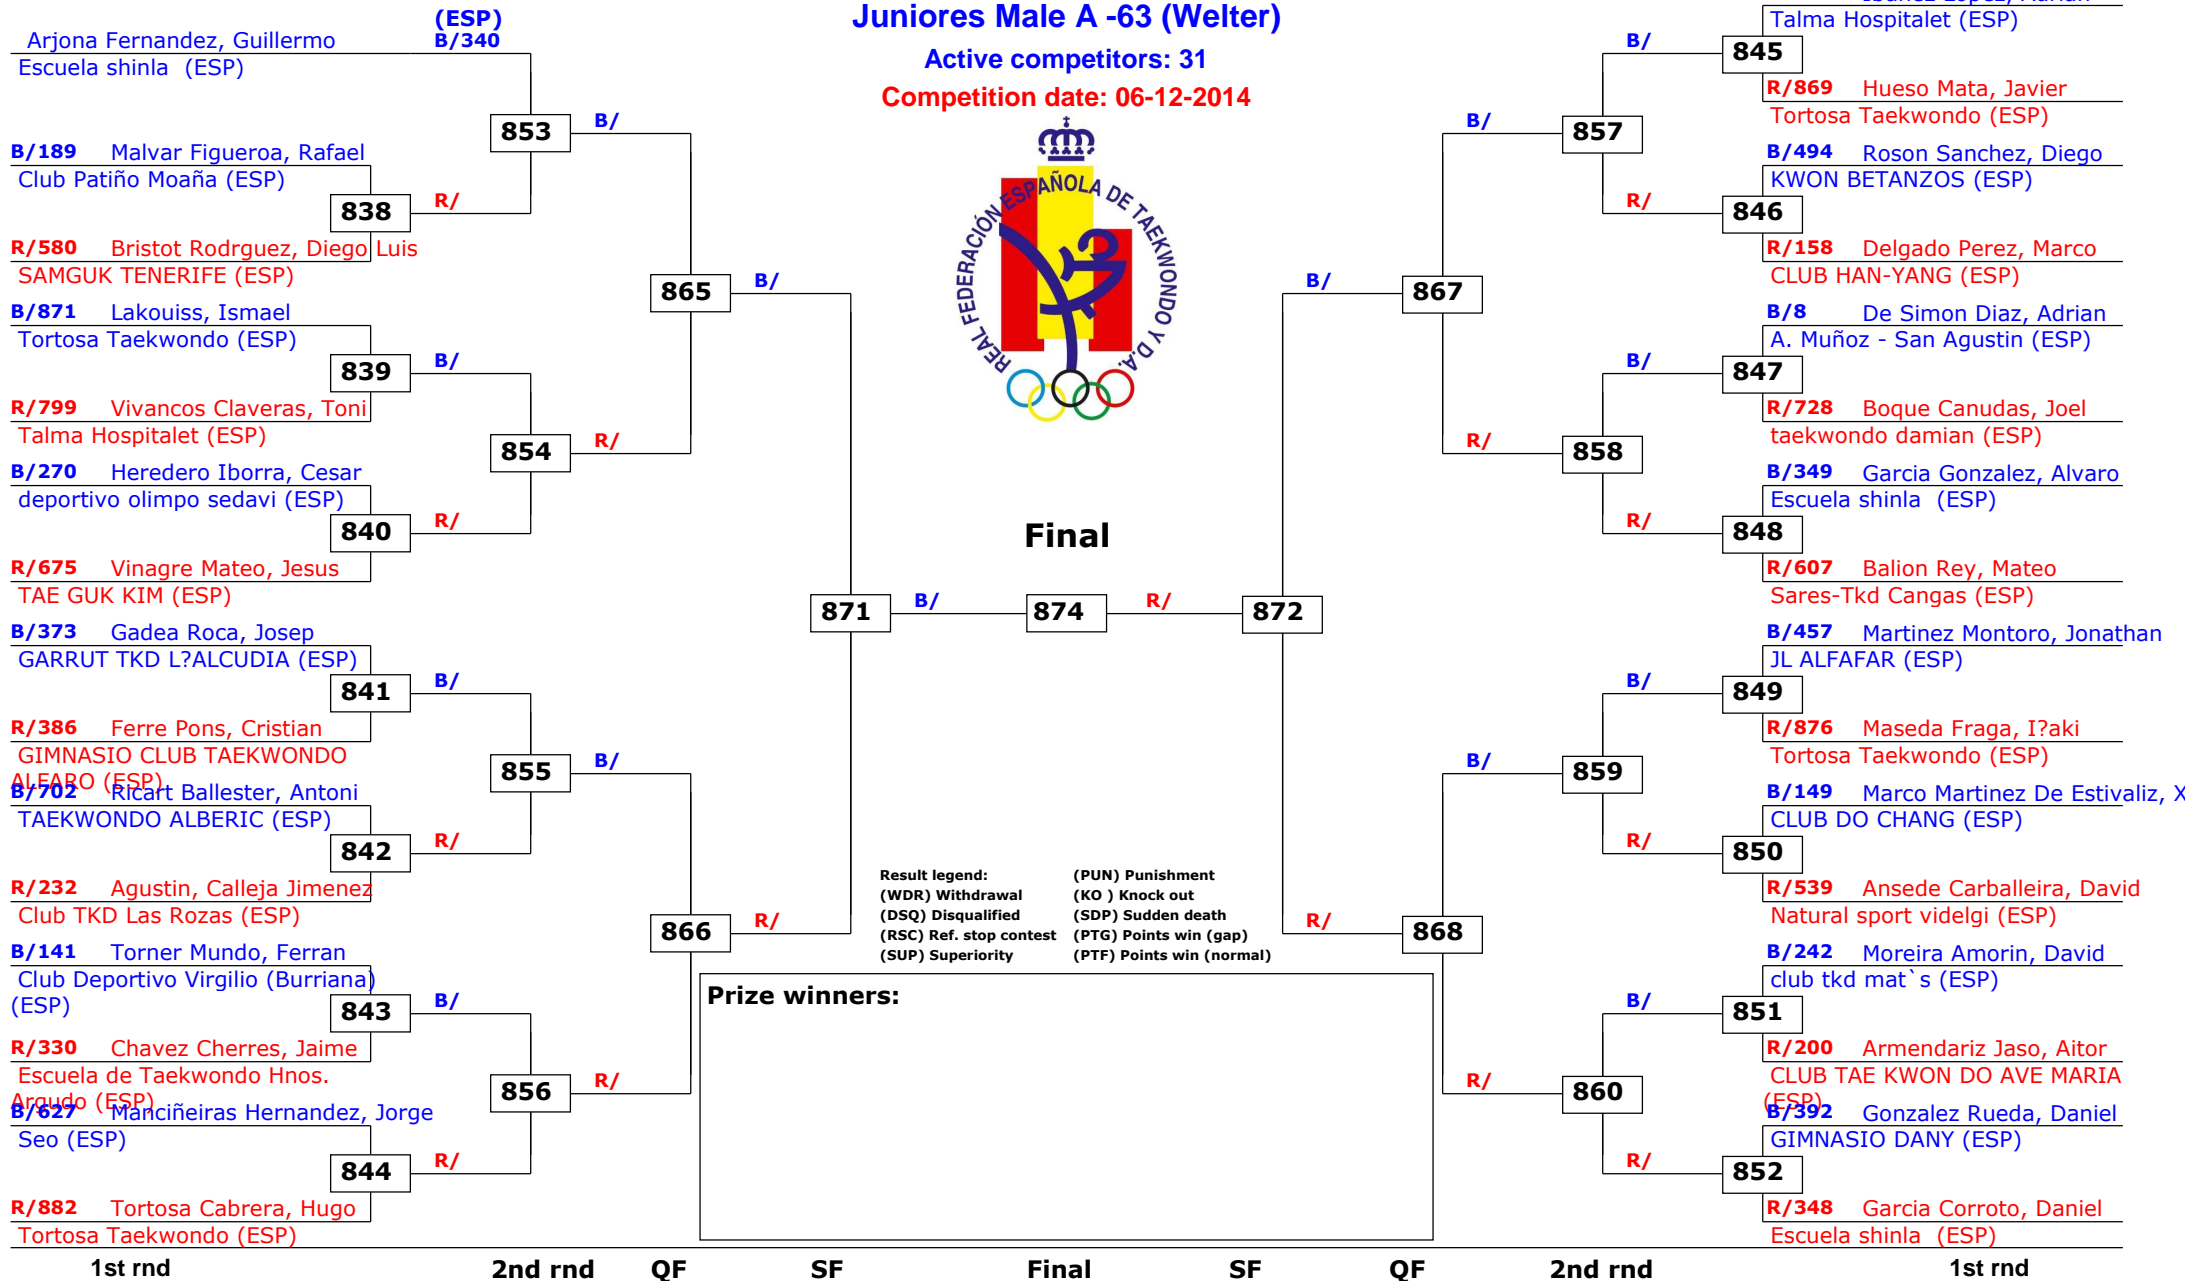 Juniores Male A -63 (Welter)
Active competitors: 31
Competition date: 06-12-2014
REAL FEDERACIÓN ESPAÑOLA DE TAEKWONDO Y D.A.
(ESP)
Arjona Fernandez, Guillermo B/340
Escuela shinla (ESP)
853 B/
B/189 Malvar Figueroa, Rafael
Club Patiño Moaña (ESP)
838 R/
R/580 Bristot Rodrguez, Diego Luis
SAMGUK TENERIFE (ESP)
865 B/
B/871 Lakouiss, Ismael
Tortosa Taekwondo (ESP)
839 B/
R/799 Vivancos Claveras, Toni
Talma Hospitalet (ESP)
854 R/
B/270 Heredero Iborra, Cesar
deportivo olimpo sedavi (ESP)
840 R/
R/675 Vinagre Mateo, Jesus
TAE GUK KIM (ESP)
871 B/
B/373 Gadea Roca, Josep
GARRUT TKD L?ALCUDIA (ESP)
841 B/
R/386 Ferre Pons, Cristian
GIMNASIO CLUB TAEKWONDO
ALFARO (ESP)
855 B/
B/702 Ricart Ballester, Antoni
TAEKWONDO ALBERIC (ESP)
842 R/
R/232 Agustin, Calleja Jimenez
Club TKD Las Rozas (ESP)
866 R/
B/141 Torner Mundo, Ferran
Club Deportivo Virgilio (Burriana)
(ESP)
843 B/
R/330 Chavez Cherres, Jaime
Escuela de Taekwondo Hnos.
Argudo (ESP)
856 R/
B/627 Manciñeiras Hernandez, Jorge
Seo (ESP)
844 R/
R/882 Tortosa Cabrera, Hugo
Tortosa Taekwondo (ESP)
Final
874 R/
Talma Hospitalet (ESP)
B/ 845
R/869 Hueso Mata, Javier
Tortosa Taekwondo (ESP)
B/ 857
B/494 Roson Sanchez, Diego
KWON BETANZOS (ESP)
R/ 846
R/158 Delgado Perez, Marco
CLUB HAN-YANG (ESP)
B/ 867
B/8 De Simon Diaz, Adrian
A. Muñoz - San Agustin (ESP)
B/ 847
R/728 Boque Canudas, Joel
taekwondo damian (ESP)
R/ 858
B/349 Garcia Gonzalez, Alvaro
Escuela shinla (ESP)
R/ 848
R/607 Balion Rey, Mateo
Sares-Tkd Cangas (ESP)
872
B/457 Martinez Montoro, Jonathan
JL ALFAFAR (ESP)
B/ 849
R/876 Maseda Fraga, I?aki
Tortosa Taekwondo (ESP)
B/ 859
B/149 Marco Martinez De Estivaliz, X
CLUB DO CHANG (ESP)
R/ 850
R/539 Ansede Carballeira, David
Natural sport videlgi (ESP)
R/ 868
B/242 Moreira Amorin, David
club tkd mat`s (ESP)
B/ 851
R/200 Armendariz Jaso, Aitor
CLUB TAE KWON DO AVE MARIA
(ESP)
R/ 860
B/392 Gonzalez Rueda, Daniel
GIMNASIO DANY (ESP)
R/ 852
R/348 Garcia Corroto, Daniel
Escuela shinla (ESP)
Result legend: (PUN) Punishment
(WDR) Withdrawal (KO ) Knock out
(DSQ) Disqualified (SDP) Sudden death
(RSC) Ref. stop contest (PTG) Points win (gap)
(SUP) Superiority (PTF) Points win (normal)
Prize winners:
1st rnd 2nd rnd QF SF Final SF QF 2nd rnd 1st rnd